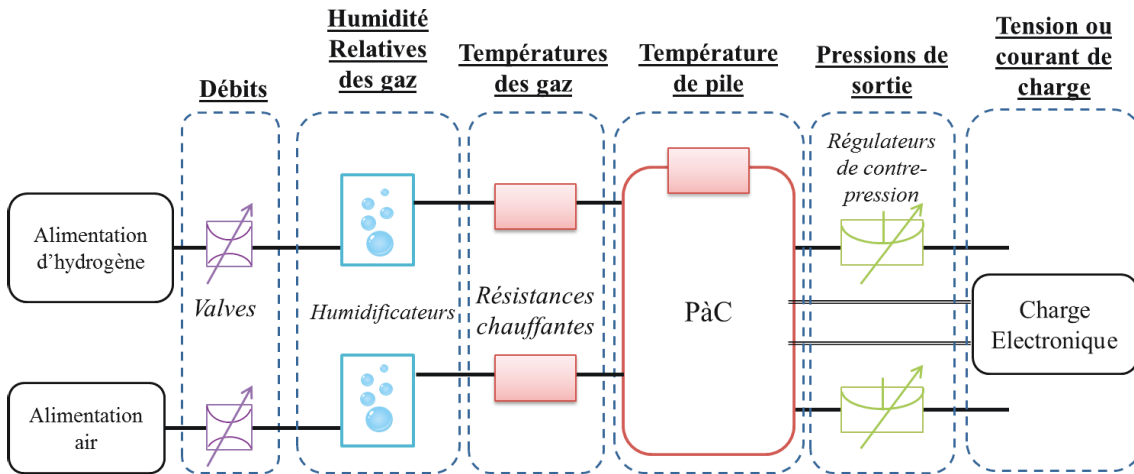 Débits
Humidité
Relatives
des gaz
Températures
des gaz
Température
de pile
Pressions de
sortie
Tension ou
courant de
charge
Alimentation
d’hydrogène
Alimentation
air
Valves
Humidificateurs
Résistances
chauffantes
PàC
Régulateurs
de contre-
pression
Charge
Electronique